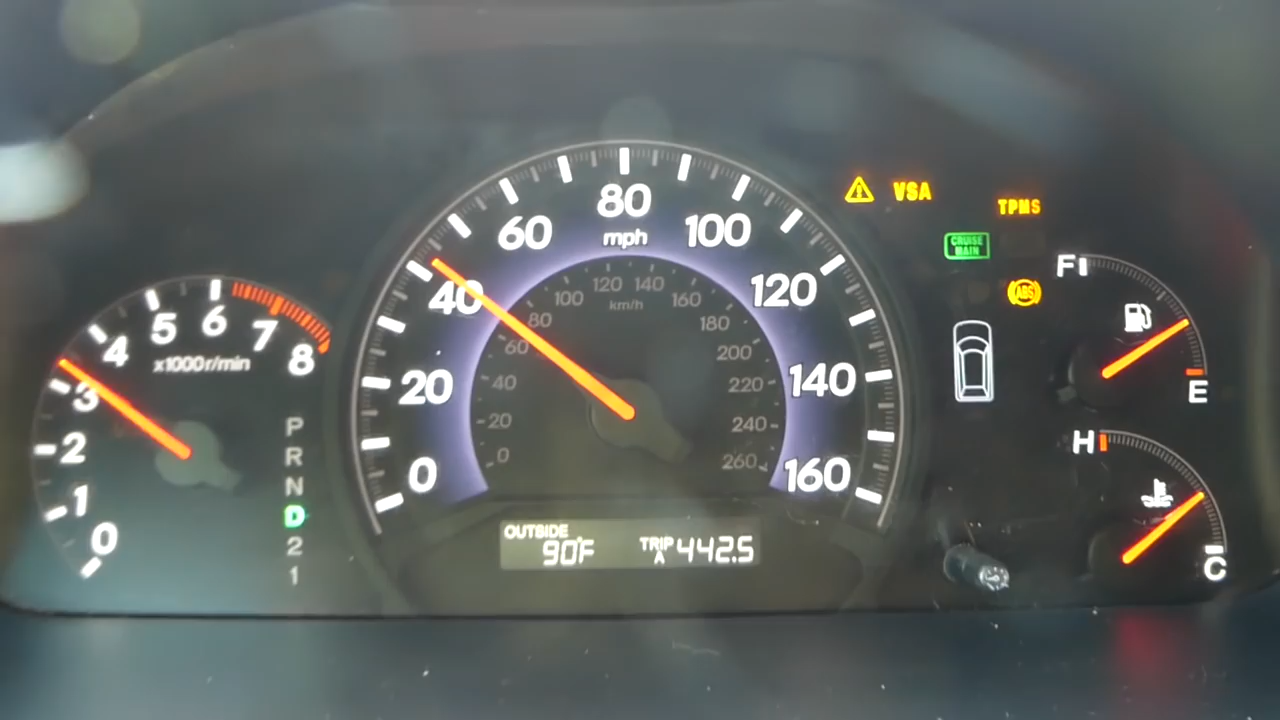 80
60
100
mph
40
120
20
140
0
160
120 140
100
160
km/h
80
180
60
200
40
220
20
240
0
260
VSA
TPMS
CRUISE
MAIN
ABS
F
E
H
C
5
6
7
4
8
x1000r/min
3
2
1
0
P
R
N
D
2
1
OUTSIDE
90°F
TRIP
A
442.5